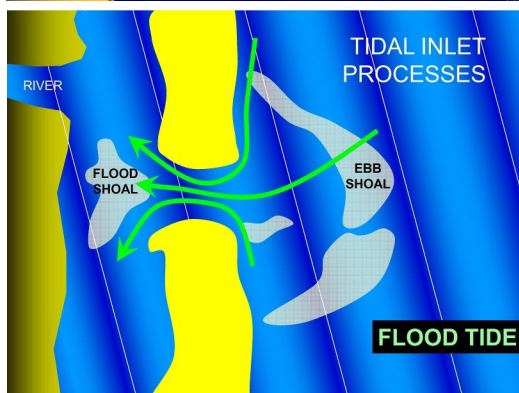 TIDAL INLET
PROCESSES
RIVER
FLOOD
SHOAL
EBB
SHOAL
FLOOD TIDE